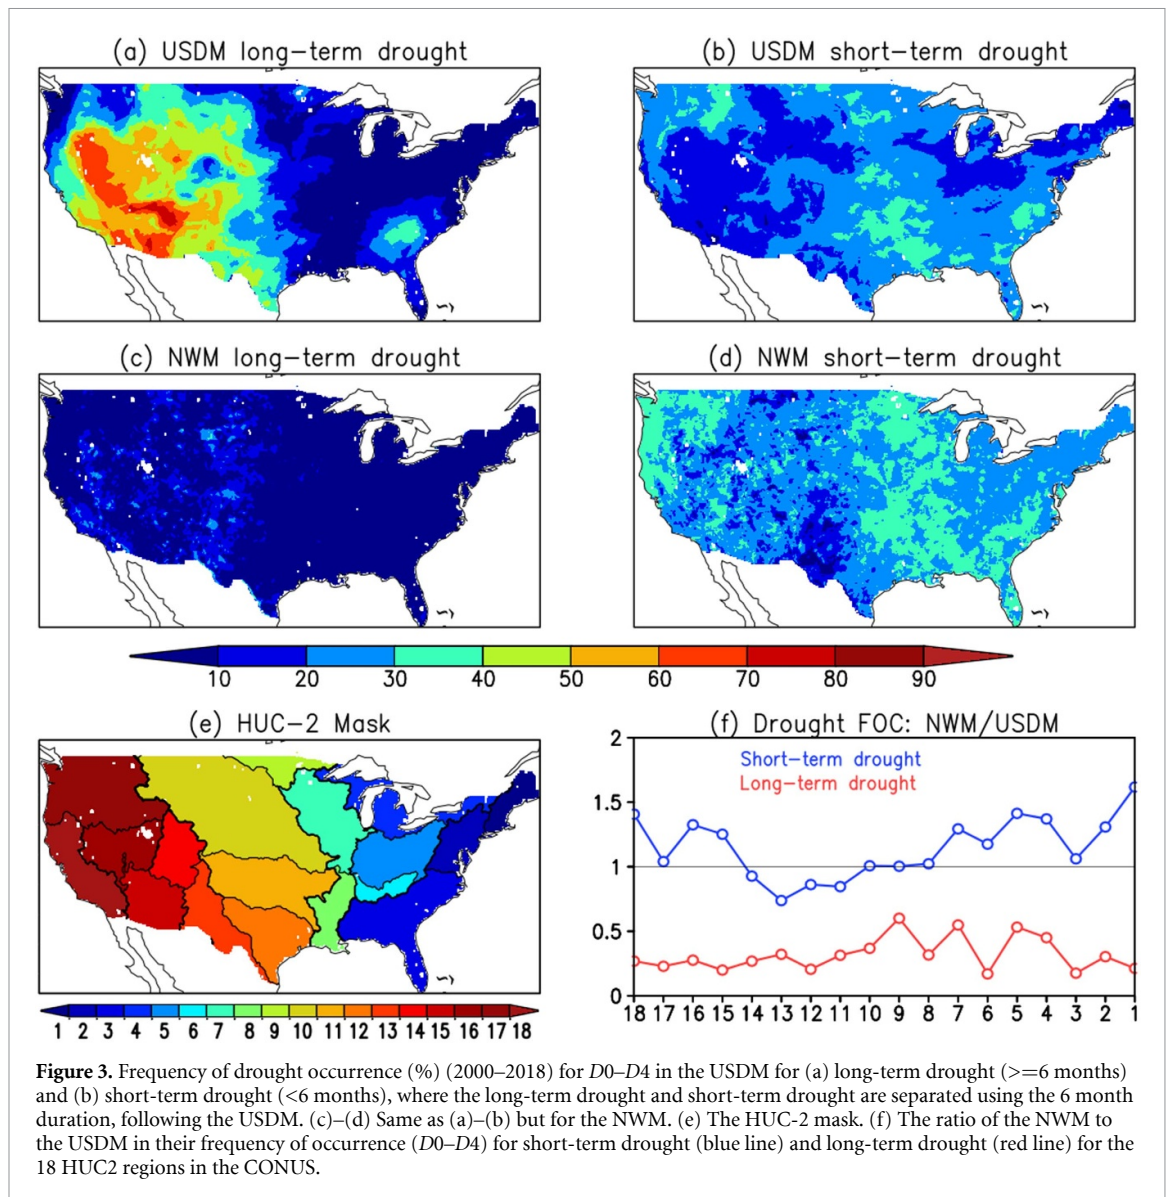 (a) USDM long-term drought
(b) USDM short-term drought
(c) NWM long-term drought
(d) NWM short-term drought
10 20 30 40 50 60 70 80 90
(e) HUC-2 Mask
1 2 3 4 5 6 7 8 9 10 11 12 13 14 15 16 17 18
(f) Drought FOC: NWM/USDM
Short-term drought
Long-term drought
2
1.5
1
0.5
0
18 17 16 15 14 13 12 11 10 9 8 7 6 5 4 3 2 1
Figure 3. Frequency of drought occurrence (%) (2000–2018) for D0–D4 in the USDM for (a) long-term drought (>=6 months)
and (b) short-term drought (<6 months), where the long-term drought and short-term drought are separated using the 6 month
duration, following the USDM. (c)–(d) Same as (a)–(b) but for the NWM. (e) The HUC-2 mask. (f) The ratio of the NWM to
the USDM in their frequency of occurrence (D0–D4) for short-term drought (blue line) and long-term drought (red line) for the
18 HUC2 regions in the CONUS.